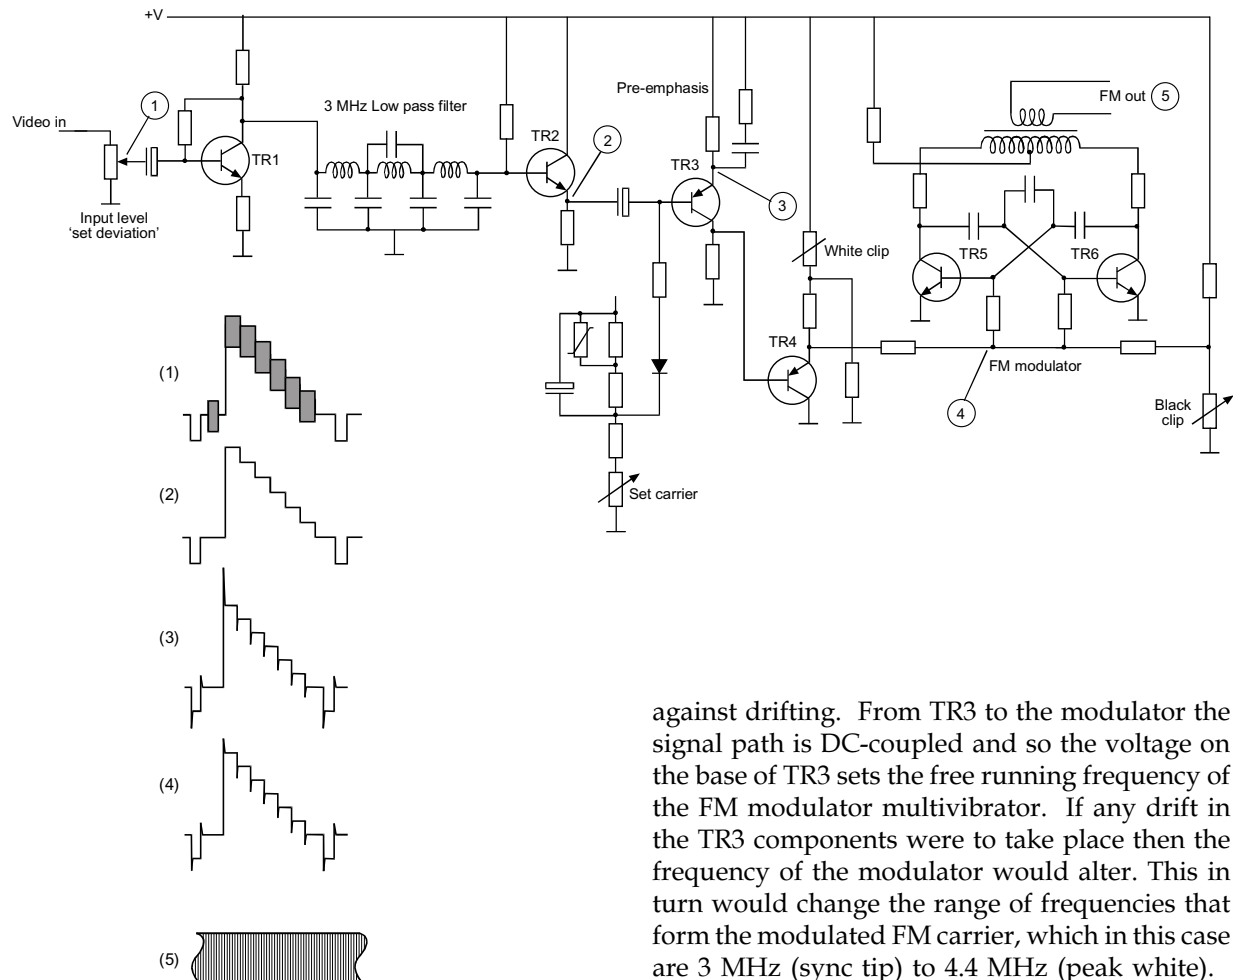 +V
1
Video in
3 MHz Low pass filter
Pre-emphasis
FM out 5
TR1
TR2
2
TR3
3
Input level
‘set deviation’
White clip
TR5
TR6
TR4
FM modulator
4
Black
clip
Set carrier
(1)
(2)
(3)
(4)
(5)
against drifting. From TR3 to the modulator the
signal path is DC-coupled and so the voltage on
the base of TR3 sets the free running frequency of
the FM modulator multivibrator. If any drift in
the TR3 components were to take place then the
frequency of the modulator would alter. This in
turn would change the range of frequencies that
form the modulated FM carrier, which in this case
are 3 MHz (sync tip) to 4.4 MHz (peak white).